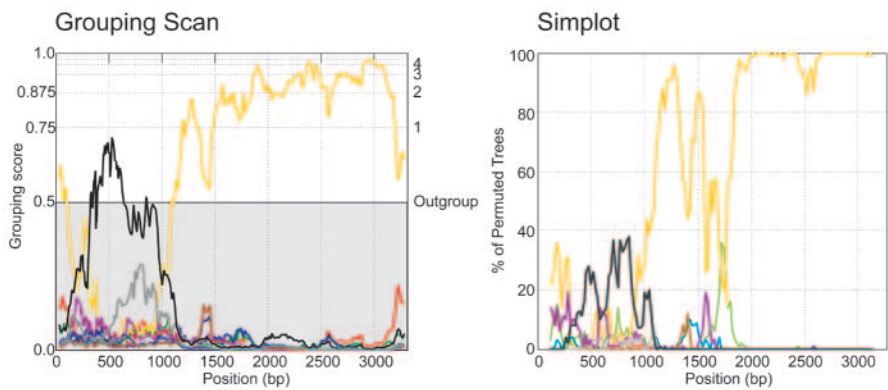 Grouping Scan
Grouping score
1.0
0.875
0.75
0.5
0.0
4
3
2
1
Outgroup
0 500 1000 1500 2000 2500 3000
Position (bp)
Simplot
% of Permuted Trees
100
80
60
40
20
0
0 500 1000 1500 2000 2500 3000
Position (bp)